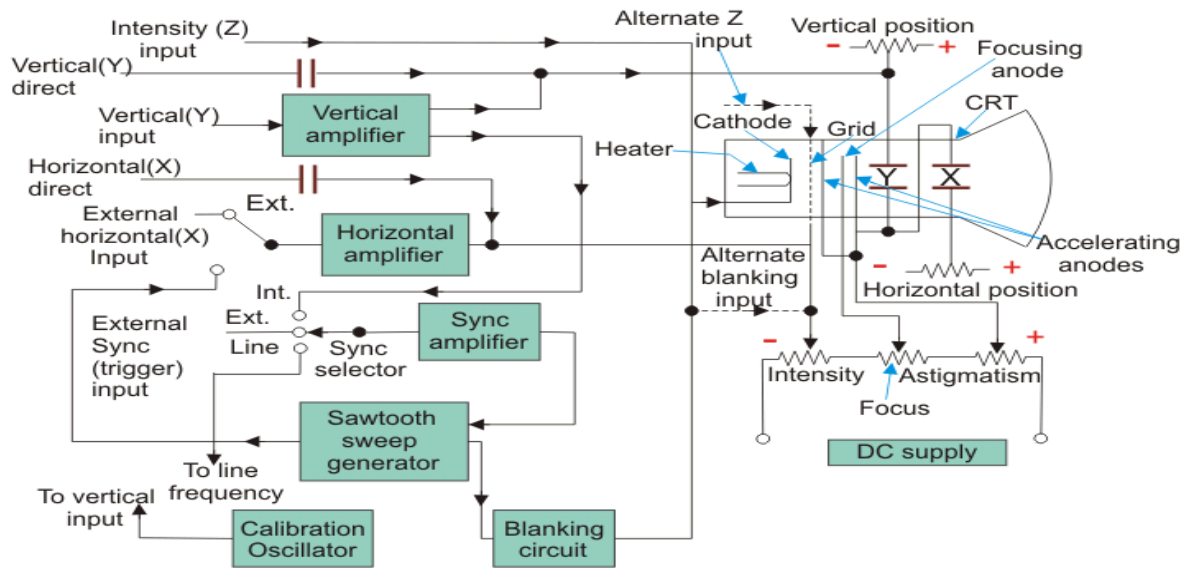 Intensity (Z)
input
Alternate Z
input
Vertical position
- +
Focusing
anode
Vertical(Y)
direct
Vertical(Y)
input
Vertical
amplifier
Cathode
Grid
CRT
Heater
Y
X
Horizontal(X)
direct
Ext.
External
horizontal(X)
Input
Horizontal
amplifier
Accelerating
anodes
- +
Horizontal position
Alternate
blanking
input
Int.
Ext.
Line
External
Sync
(trigger)
input
Sync
selector
Sync
amplifier
- +
Intensity
Astigmatism
Focus
DC supply
Sawtooth
sweep
generator
To line
frequency
To vertical
input
Calibration
Oscillator
Blanking
circuit